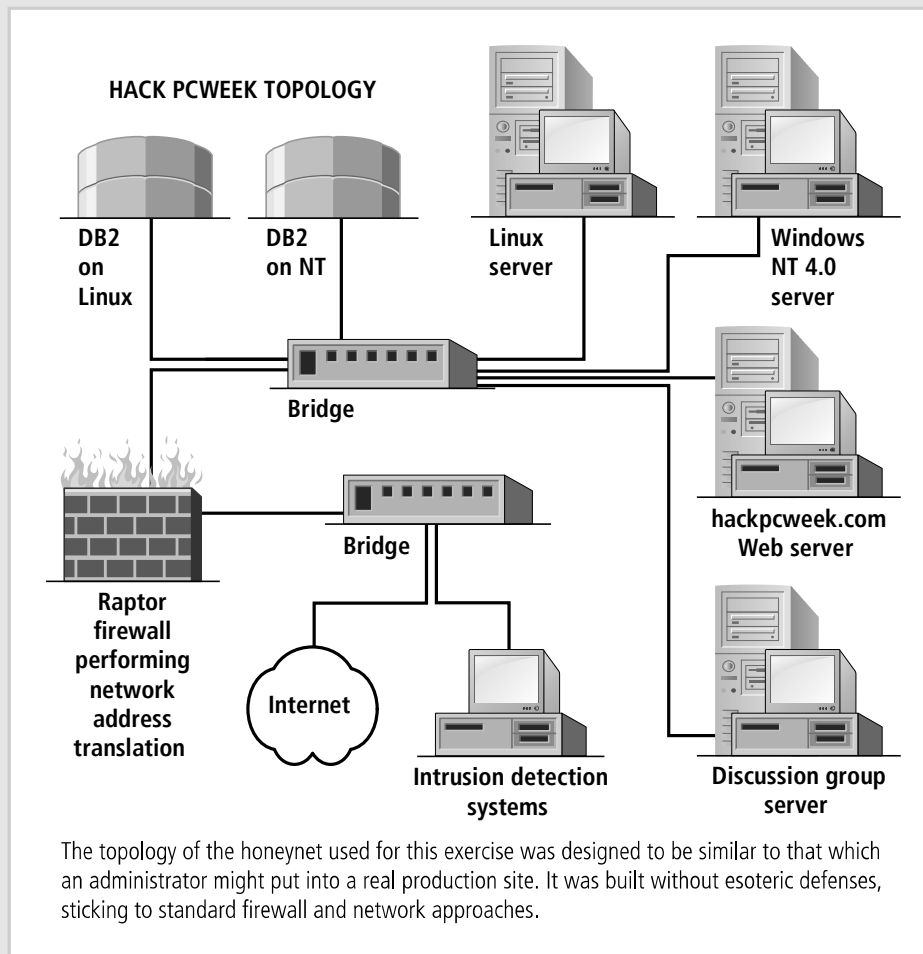 HACK PCWEEK TOPOLOGY
DB2
on
Linux
DB2
on NT
Linux
server
Windows
NT 4.0
server
Bridge
hackpcweek.com
Web server
Bridge
Raptor
firewall
performing
network
address
translation
Internet
Intrusion detection
systems
Discussion group
server
The topology of the honeynet used for this exercise was designed to be similar to that which
an administrator might put into a real production site. It was built without esoteric defenses,
sticking to standard firewall and network approaches.